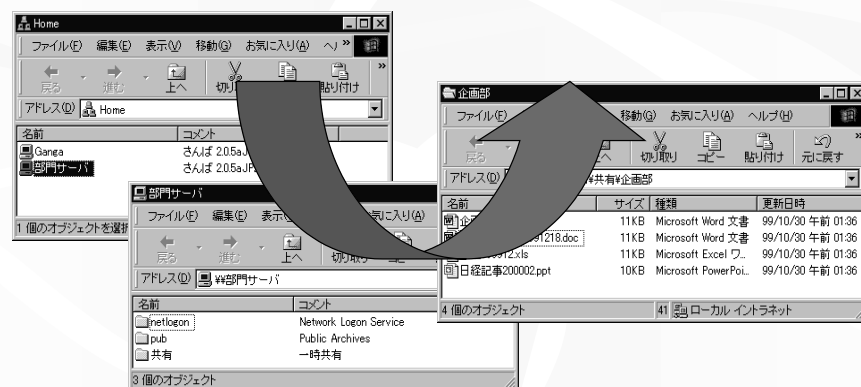 Home
ファイル(F) 編集(E) 表示(V) 移動(G) お気に入り(A) ヘル »
戻る 進む 上へ 切り 貼り付け »
アドレス(D) Home
名前 コメント
Ganga さんば 2.0.5aJ
部門サーバ さんば 2.0.5aJP
1 個のオブジェクトを選択
部門サーバ
ファイル(F) 編集(E) 表示 気に入り(A)
戻る 進む 上へ 切り取り コピー
アドレス(D) ¥¥部門サーバ
名前 コメント
netlogon Network Logon Service
pub Public Archives
共有 一時共有
3 個のオブジェクト
企画部
ファイル(F) 移動(G) お気に入り(A) ヘルプ(H)
戻る 上へ 切り取り コピー 貼り付け 元に戻す »
アドレス(D) ¥共有¥企画部
名前 サイズ 種類 更新日時
企画 11KB Microsoft Word 文書 99/10/30 午前 01:36
91218.doc 11KB Microsoft Word 文書 99/10/30 午前 01:36
912.xls 11KB Microsoft Excel ワ... 99/10/30 午前 01:36
日経記事200002.ppt 10KB Microsoft PowerPoi... 99/10/30 午前 01:36
4 個のオブジェクト 41 ローカル イントラネット